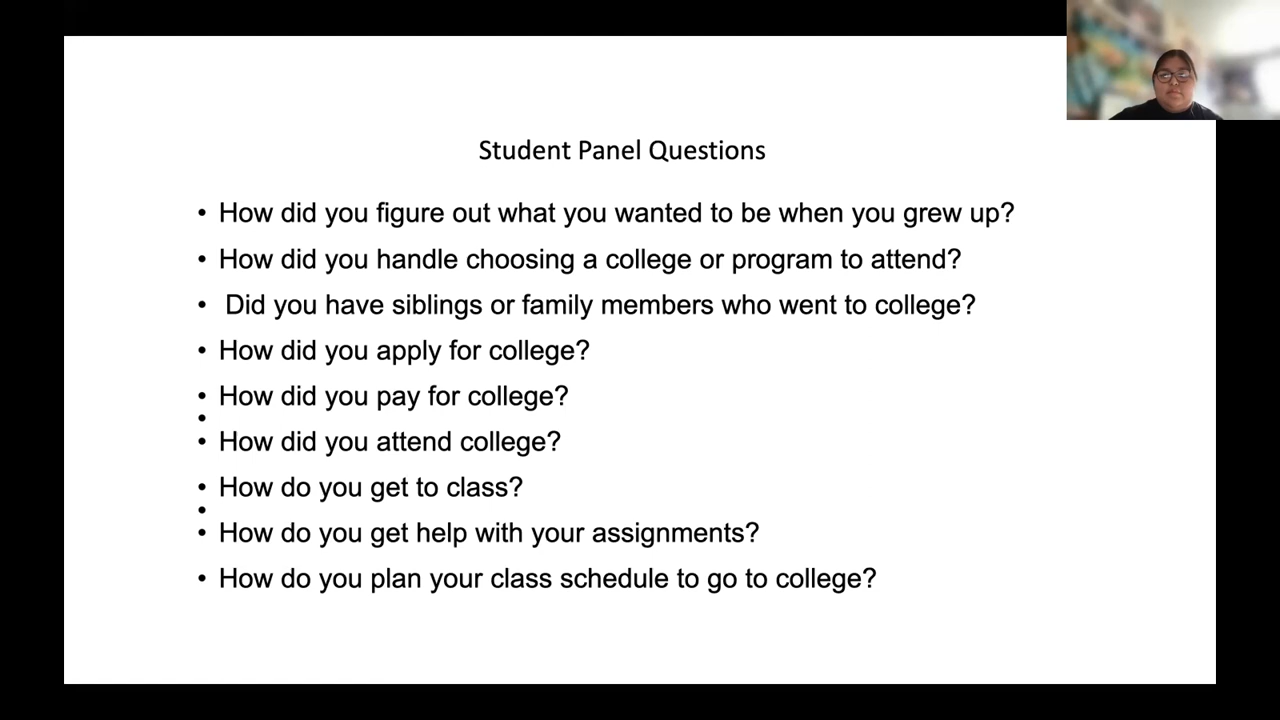 Student Panel Questions
• How did you figure out what you wanted to be when you grew up?
• How did you handle choosing a college or program to attend?
• Did you have siblings or family members who went to college?
• How did you apply for college?
• How did you pay for college?
•
• How did you attend college?
• How do you get to class?
•
• How do you get help with your assignments?
• How do you plan your class schedule to go to college?